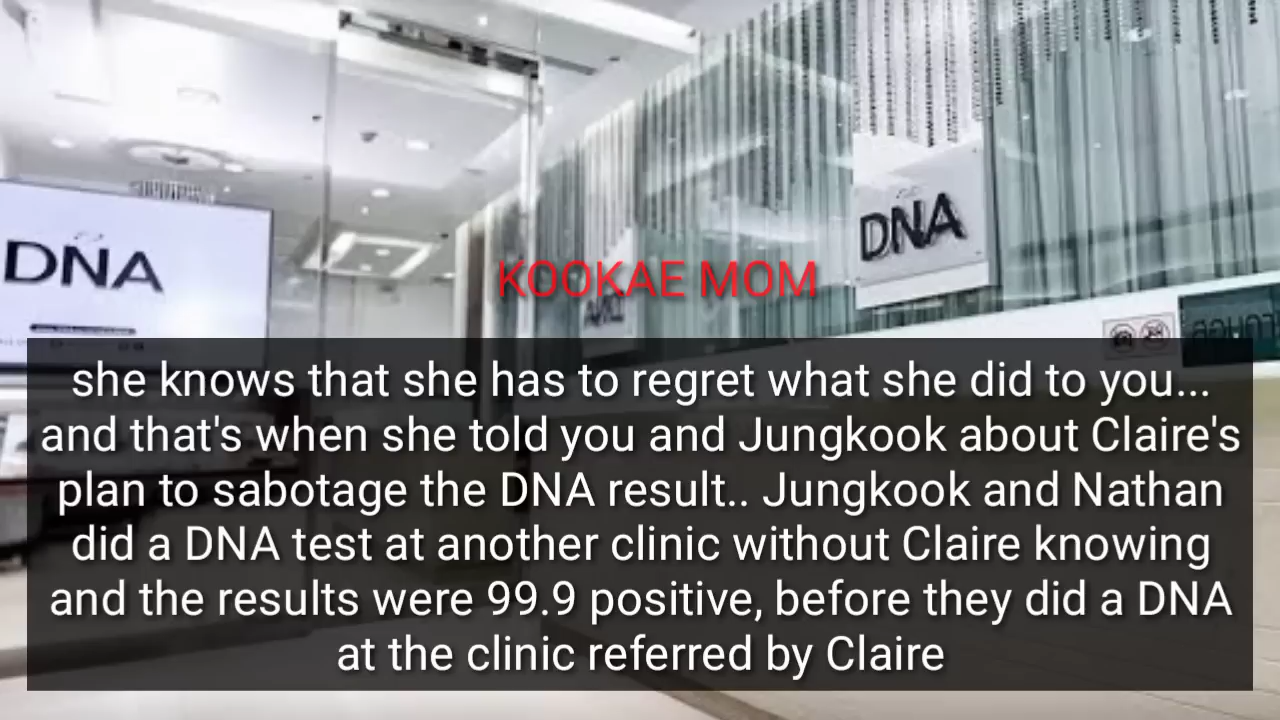 DNA
DNA
KOOKAE MOM
she knows that she has to regret what she did to you...
and that's when she told you and Jungkook about Claire's
plan to sabotage the DNA result.. Jungkook and Nathan
did a DNA test at another clinic without Claire knowing
and the results were 99.9 positive, before they did a DNA
at the clinic referred by Claire